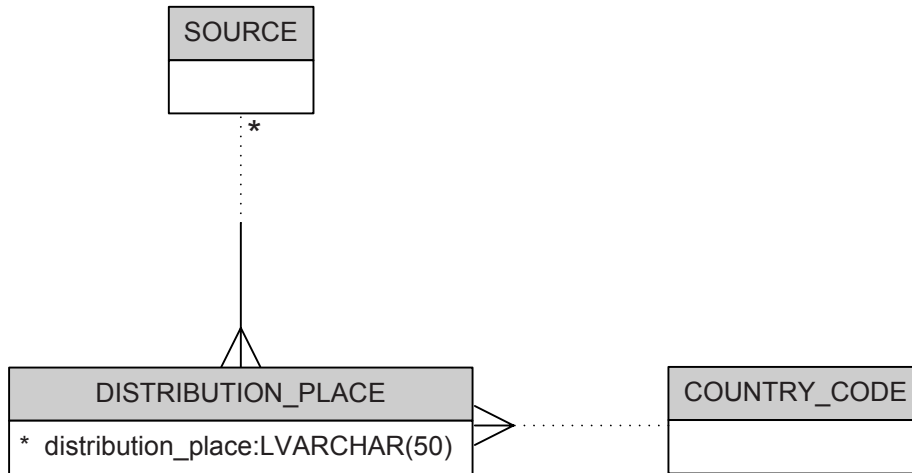 SOURCE
*
DISTRIBUTION_PLACE
* distribution_place:LVARCHAR(50)
COUNTRY_CODE